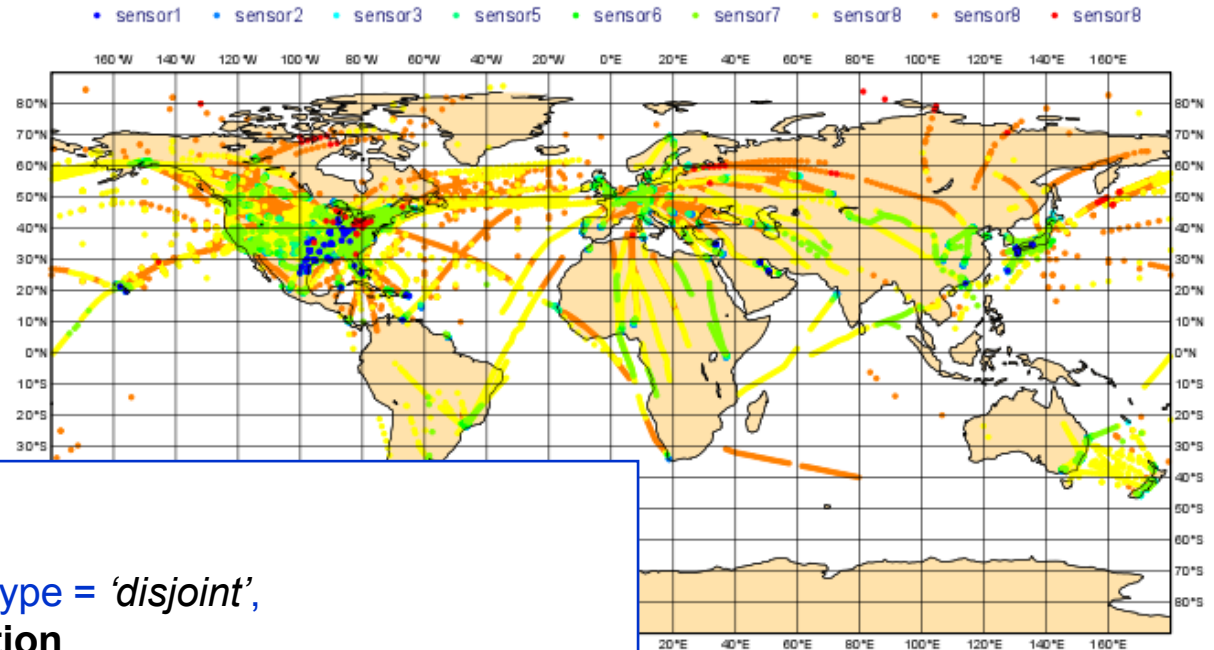 sensor1 sensor2 sensor3 sensor5 sensor6 sensor7 sensor8 sensor8 sensor8
160°W 140°W 120°W 100°W 80°W 60°W 40°W 20°W 0°E 20°E 40°E 60°E 80°E 100°E 120°E 140°E 160°E
80°N 80°N
70°N 70°N
60°N 60°N
50°N 50°N
40°N 40°N
30°N 30°N
20°N 20°N
10°N 10°N
0°N 0°N
10°S 10°S
20°S 20°S
30°S 30°S
40°S
50°S
60°S
70°S
80°S
ype = ‘disjoint’,
tion
20°E 40°E 60°E 80°E 100°E 120°E 140°E 160°E